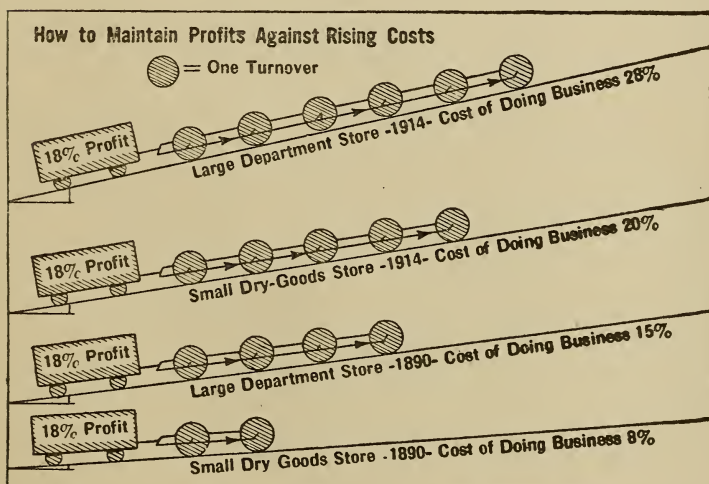 How to Maintain Profits Against Rising Costs
= One Turnover
18% Profit
Large Department Store -1914- Cost of Doing Business 28%
18% Profit
Small Dry-Goods Store -1914- Cost of Doing Business 20%
18% Profit
Large Department Store -1890- Cost of Doing Business 15%
18% Profit
Small Dry Goods Store -1890- Cost of Doing Business 8%